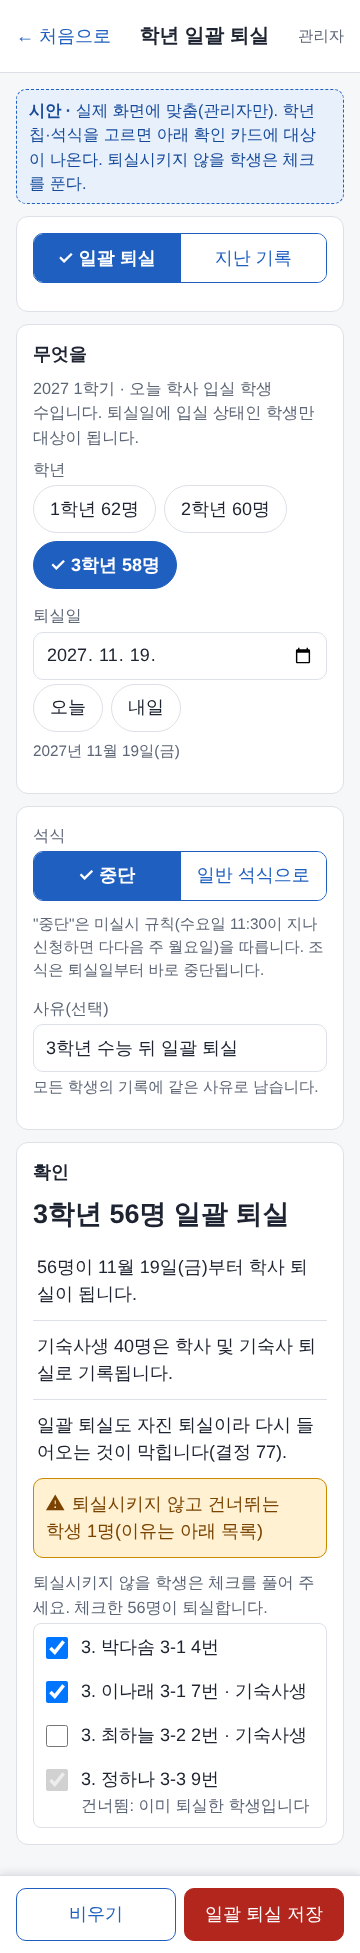 ← 처음으로 학년 일괄 퇴실 관리자
시안 · 실제 화면에 맞춤(관리자만). 학년
칩·석식을 고르면 아래 확인 카드에 대상
이 나온다. 퇴실시키지 않을 학생은 체크
를 푼다.
✓ 일괄 퇴실 지난 기록
무엇을
2027 1학기 · 오늘 학사 입실 학생
수입니다. 퇴실일에 입실 상태인 학생만
대상이 됩니다.
학년
1학년 62명 2학년 60명
✓ 3학년 58명
퇴실일
2027. 11. 19.
오늘 내일
2027년 11월 19일(금)
석식
✓ 중단 일반 석식으로
"중단"은 미실시 규칙(수요일 11:30이 지나
신청하면 다다음 주 월요일)을 따릅니다. 조
식은 퇴실일부터 바로 중단됩니다.
사유(선택)
3학년 수능 뒤 일괄 퇴실
모든 학생의 기록에 같은 사유로 남습니다.
확인
3학년 56명 일괄 퇴실
56명이 11월 19일(금)부터 학사 퇴
실이 됩니다.
기숙사생 40명은 학사 및 기숙사 퇴
실로 기록됩니다.
일괄 퇴실도 자진 퇴실이라 다시 들
어오는 것이 막힙니다(결정 77).
⚠ 퇴실시키지 않고 건너뛰는
학생 1명(이유는 아래 목록)
퇴실시키지 않을 학생은 체크를 풀어 주
세요. 체크한 56명이 퇴실합니다.
3. 박다솜 3-1 4번
3. 이나래 3-1 7번 · 기숙사생
3. 최하늘 3-2 2번 · 기숙사생
3. 정하나 3-3 9번
건너뜀: 이미 퇴실한 학생입니다
비우기 일괄 퇴실 저장